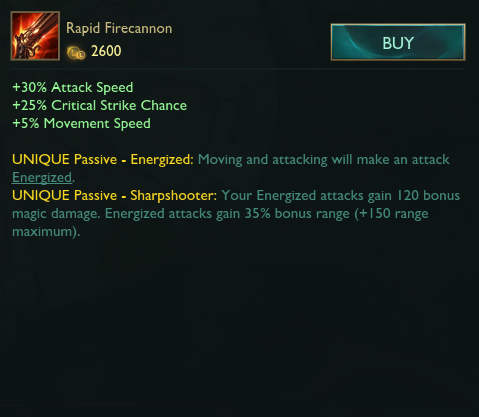 Rapid Firecannon
2600
BUY
+30% Attack Speed
+25% Critical Strike Chance
+5% Movement Speed
UNIQUE Passive - Energized: Moving and attacking will make an attack
Energized.
UNIQUE Passive - Sharpshooter: Your Energized attacks gain 120 bonus
magic damage. Energized attacks gain 35% bonus range (+150 range
maximum).